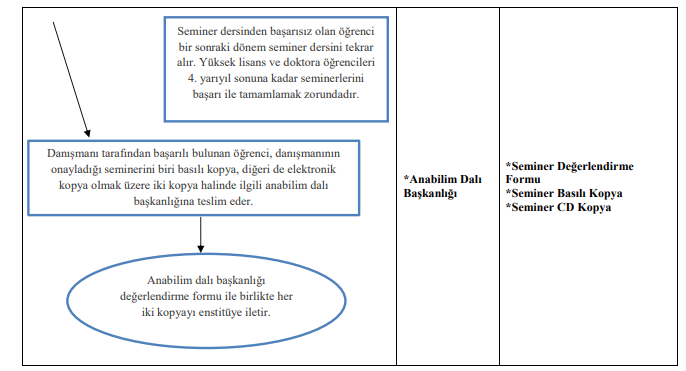 Seminer dersinden başarısız olan öğrenci
bir sonraki dönem seminer dersini tekrar
alır. Yüksek lisans ve doktora öğrencileri
4. yarıyıl sonuna kadar seminerlerini
başarı ile tamamlamak zorundadır.
Danışmanı tarafından başarılı bulunan öğrenci, danışmanının
onayladığı seminerini biri basılı kopya, diğeri de elektronik
kopya olmak üzere iki kopya halinde ilgili anabilim dalı
başkanlığına teslim eder.
Anabilim dalı başkanlığı
değerlendirme formu ile birlikte her
iki kopyayı enstitüye iletir.
*Anabilim Dalı
Başkanlığı
*Seminer Değerlendirme
Formu
*Seminer Basılı Kopya
*Seminer CD Kopya